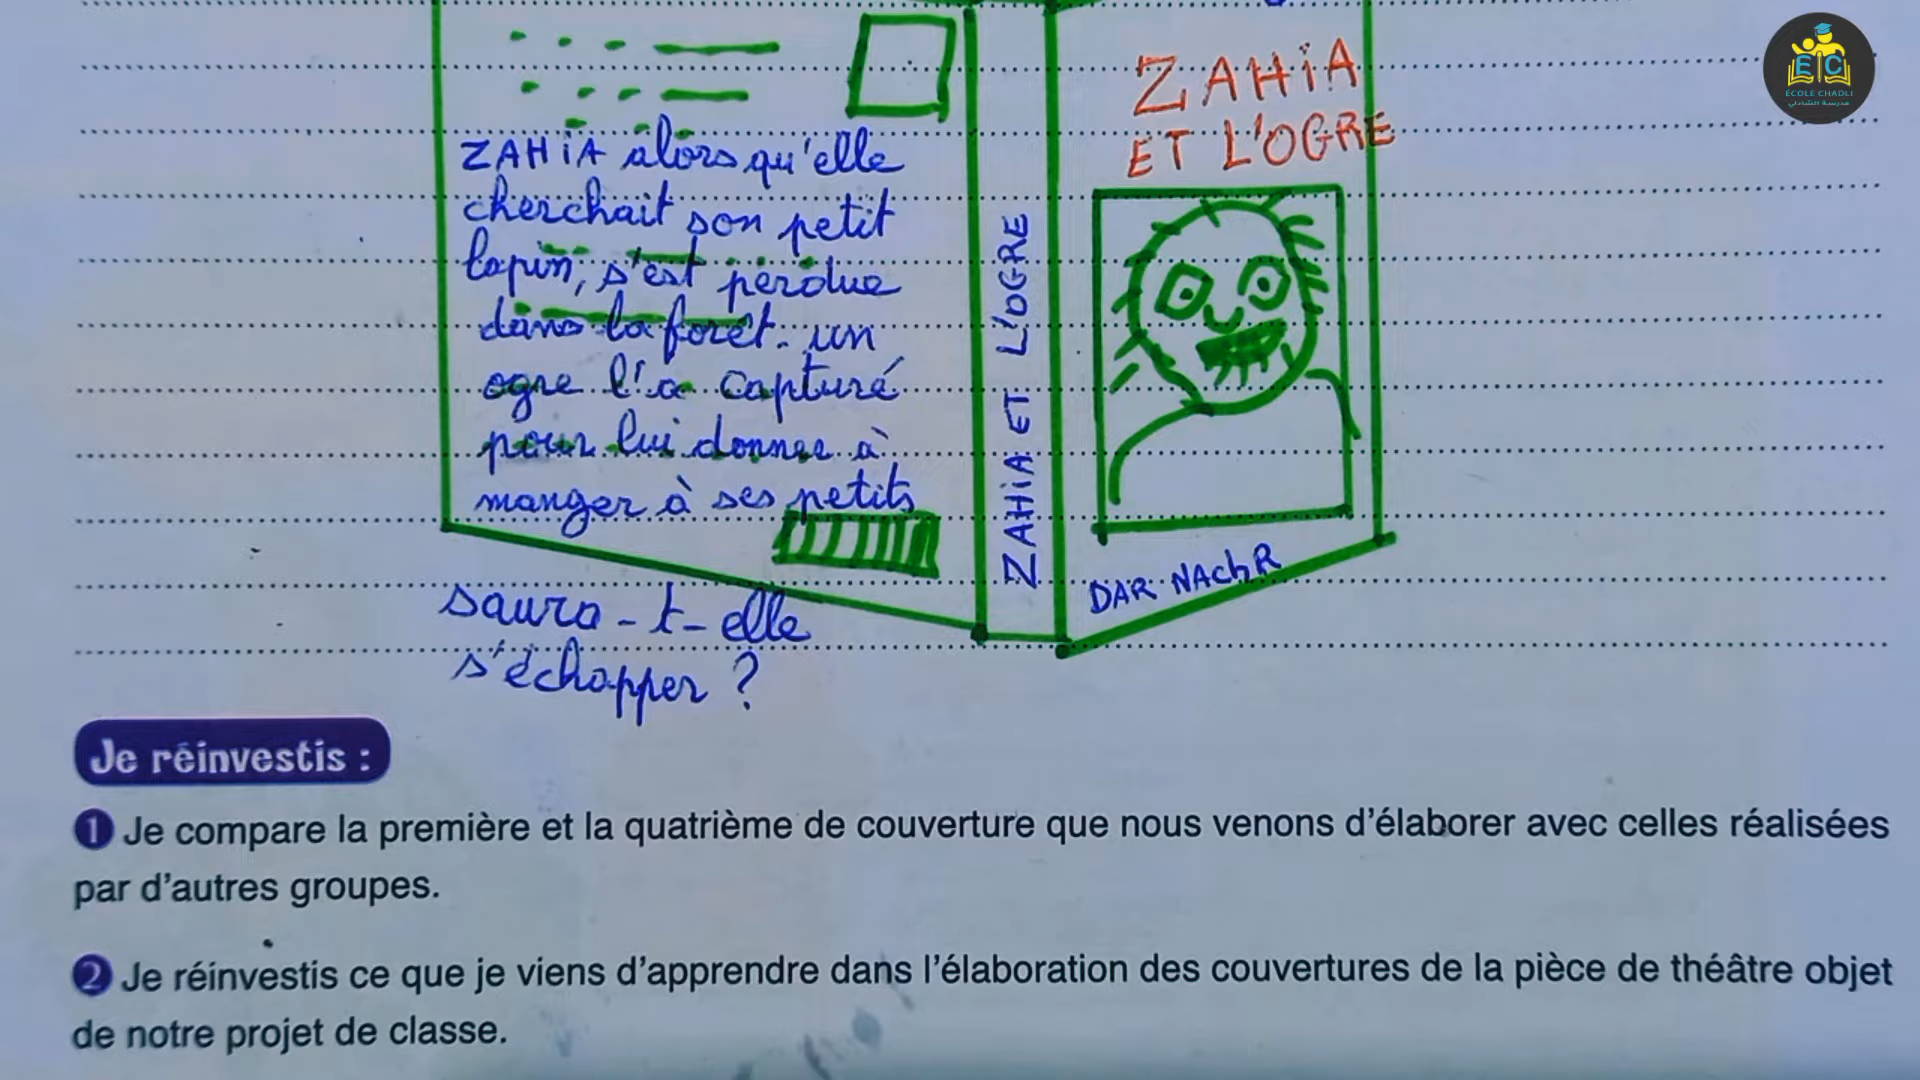 ZAHIA alors qu'elle
cherchait son petit
lapin, s'est perdue
dans la forêt. un
ogre l'a capturé
pour lui donner à
manger à ses petits
saura-t-elle
s'échapper ?
ZAHIA ET L'OGRE
ZAHIA
ET L'OGRE
DAR NAchR
ECOLE CHADLI
مدرسة الشاذلي
Je réinvestis :
1 Je compare la première et la quatrième de couverture que nous venons d'élaborer avec celles réalisées
par d'autres groupes.
2 Je réinvestis ce que je viens d'apprendre dans l'élaboration des couvertures de la pièce de théâtre objet
de notre projet de classe.